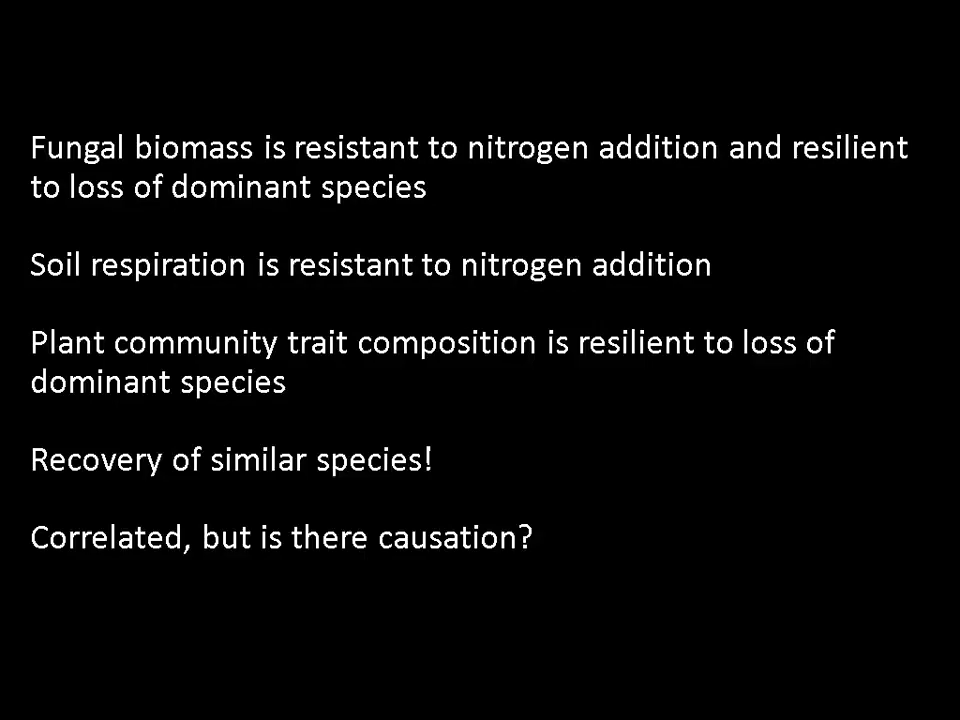 Fungal biomass is resistant to nitrogen addition and resilient
to loss of dominant species
Soil respiration is resistant to nitrogen addition
Plant community trait composition is resilient to loss of
dominant species
Recovery of similar species!
Correlated, but is there causation?